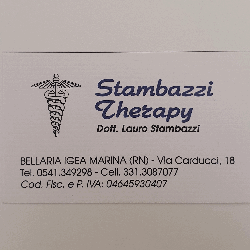 Stambazzi
Therapy
Dott. Lauro Stambazzi
BELLARIA IGEA MARINA (RN) - Via Carducci, 18
Tel. 0541.349298 - Cell. 331.3087077
Cod. Fisc. e P. IVA: 04645930407